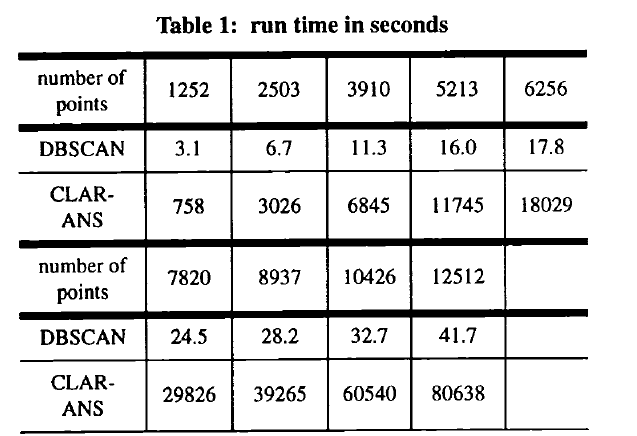 Table 1: run time in seconds
number of points 1252 2503 3910 5213 6256
DBSCAN 3.1 6.7 11.3 16.0 17.8
CLAR-ANS 758 3026 6845 11745 18029
number of points 7820 8937 10426 12512
DBSCAN 24.5 28.2 32.7 41.7
CLAR-ANS 29826 39265 60540 80638